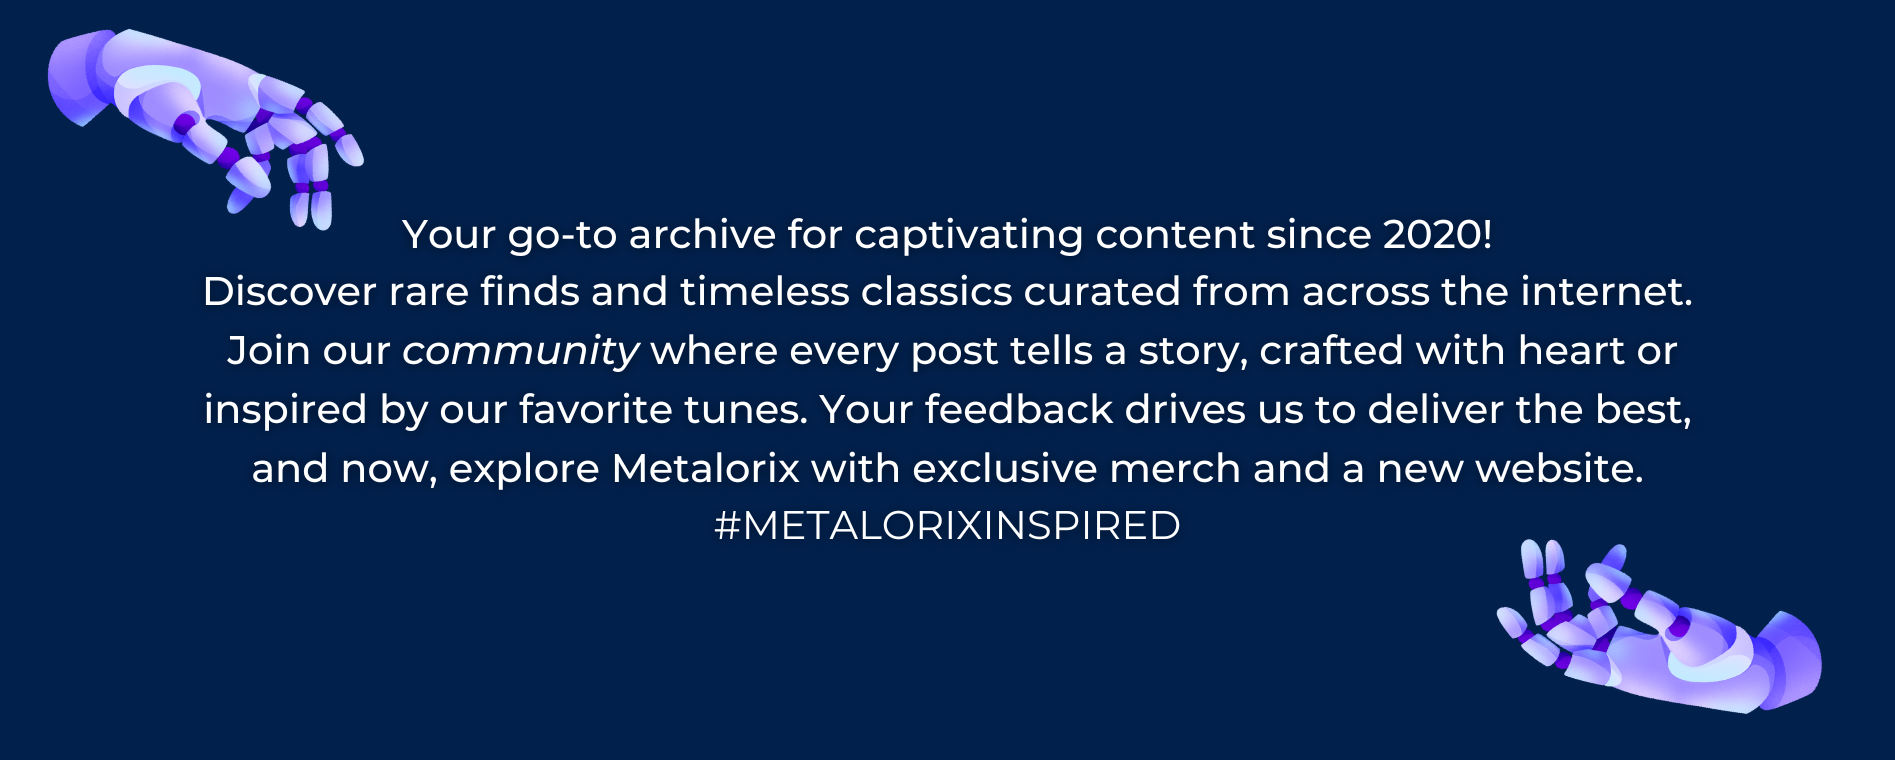 Your go-to archive for captivating content since 2020!
Discover rare finds and timeless classics curated from across the internet.
Join our community where every post tells a story, crafted with heart or
inspired by our favorite tunes. Your feedback drives us to deliver the best,
and now, explore Metalorix with exclusive merch and a new website.
#METALORIXINSPIRED